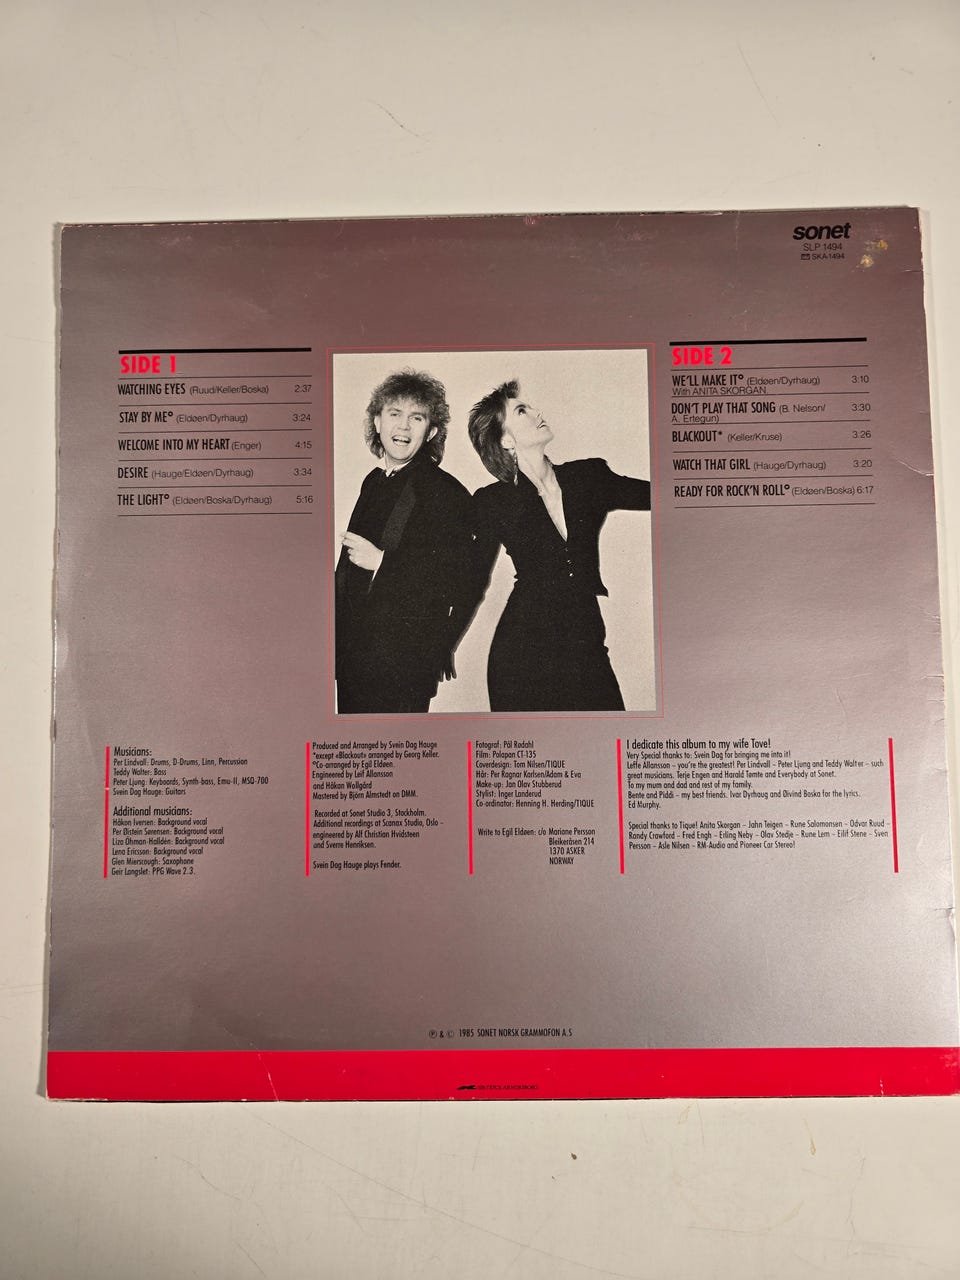 sonet
SLP 1494
SKA-1494
SIDE 1
WATCHING EYES (Ruud/Keller/Boska) 2:37
STAY BY ME° (Eldøen/Dyrhaug) 3:24
WELCOME INTO MY HEART (Enger) 4:15
DESIRE (Hauge/Eldøen/Dyrhaug) 3:34
THE LIGHT° (Eldøen/Boska/Dyrhaug) 5:16
SIDE 2
WE'LL MAKE IT° (Eldøen/Dyrhaug) 3:10
With ANITA SKORGAN.
DON'T PLAY THAT SONG (B. Nelson/ 3:30
A. Ertegun)
BLACKOUT* (Keller/Kruse) 3:26
WATCH THAT GIRL (Hauge/Dyrhaug) 3:20
READY FOR ROCK'N ROLL° (Eldøen/Boska) 6:17
Musicians:
Per Lindvall: Drums, D-Drums, Linn, Percussion
Teddy Walter: Bass
Peter Ljung: Keyboards, Synth-bass, Emu-II, MSQ-700
Svein Dag Hauge: Guitars
Additional musicians:
Håkon Iversen: Background vocal
Per Øistein Sørensen: Background vocal
Liza Öhman-Halldén: Background vocal
Lena Ericsson: Background vocal
Glen Mierscough: Saxophone
Geir Langslet: PPG Wave 2.3.
Produced and Arranged by Svein Dag Hauge
*except «Blackout» arranged by Georg Keller.
°Co-arranged by Egil Eldøen.
Engineered by Leif Allansson
and Håkan Wollgård
Mastered by Björn Almstedt on DMM.
Recorded at Sonet Studio 3, Stockholm.
Additional recordings at Scanax Studio, Oslo –
engineered by Alf Christian Hvidsteen
and Sverre Henriksen.
Svein Dag Hauge plays Fender.
Fotograf: Pål Rødahl
Film: Polapan CT-135
Coverdesign: Tom Nilsen/TIQUE
Hår: Per Ragnar Karlsen/Adam & Eva
Make-up: Jan Olav Stubberud
Stylist: Inger Landerud
Co-ordinator: Henning H. Herding/TIQUE
Write to Egil Eldøen: c/o Mariane Persson
Bleikeråsen 214
1370 ASKER
NORWAY
I dedicate this album to my wife Tove!
Very Special thanks to: Svein Dag for bringing me into it!
Leffe Allansson – you're the greatest! Per Lindvall – Peter Ljung and Teddy Walter – such
great musicians. Terje Engen and Harald Tømte and Everybody at Sonet.
To my mum and dad and rest of my family.
Bente and Piddi – my best friends. Ivar Dyrhaug and Øivind Boska for the lyrics.
Ed Murphy.
Special thanks to Tique! Anita Skorgan – Jahn Teigen – Rune Salomonsen – Odvar Ruud –
Randy Crawford – Fred Engh – Erling Neby – Olav Stedje – Rune Lem – Eilif Stene – Sven
Persson – Asle Nilsen – RM-Audio and Pioneer Car Stereo!
Ⓟ & © 1985 SONET NORSK GRAMMOFON A.S